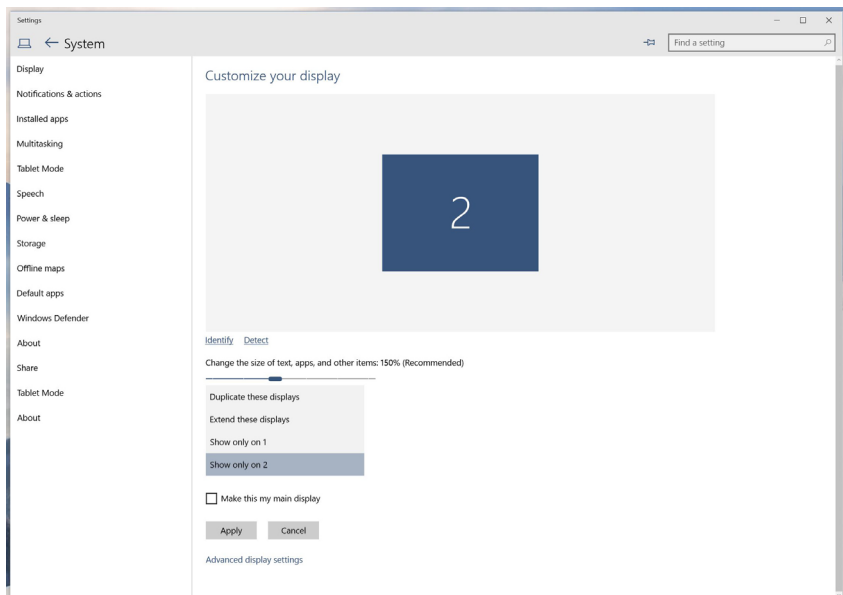 Settings
System
Find a setting
Display
Notifications & actions
Installed apps
Multitasking
Tablet Mode
Speech
Power & sleep
Storage
Offline maps
Default apps
Windows Defender
About
Share
Tablet Mode
About
Customize your display
2
Identify Detect
Change the size of text, apps, and other items: 150% (Recommended)
Duplicate these displays
Extend these displays
Show only on 1
Show only on 2
Make this my main display
Apply Cancel
Advanced display settings